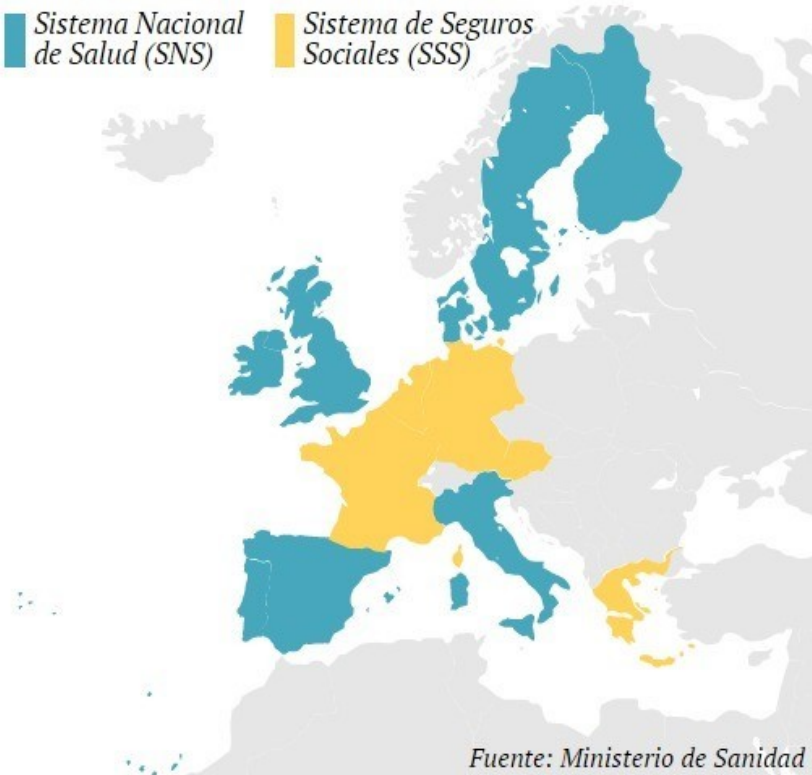 Sistema Nacional
de Salud (SNS)
Sistema de Seguros
Sociales (SSS)
Fuente: Ministerio de Sanidad